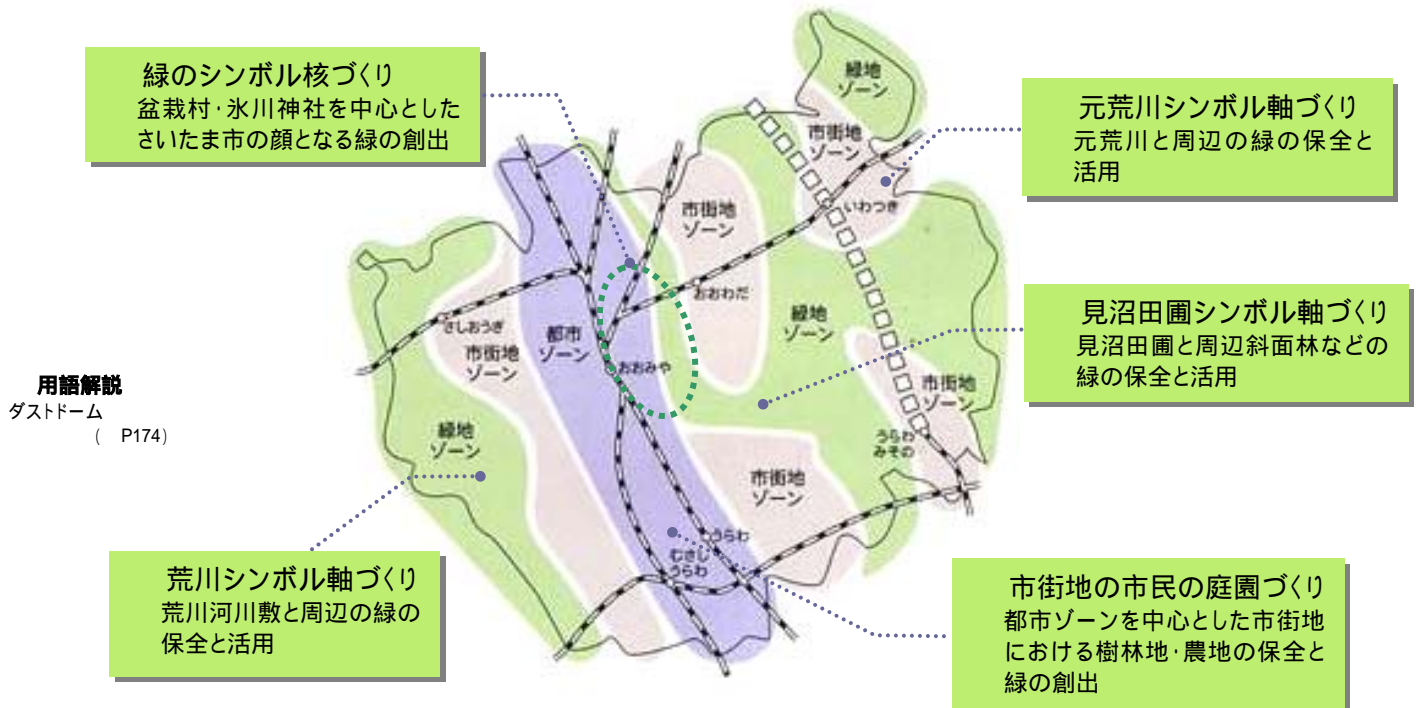 緑のシンボル核づくり
盆栽村・氷川神社を中心とした
さいたま市の顔となる緑の創出
元荒川シンボル軸づくり
元荒川と周辺の緑の保全と
活用
見沼田圃シンボル軸づくり
見沼田圃と周辺斜面林などの
緑の保全と活用
用語解説
ダストドーム
( P174)
荒川シンボル軸づくり
荒川河川敷と周辺の緑の
保全と活用
市街地の市民の庭園づくり
都市ゾーンを中心とした市街地
における樹林地・農地の保全と
緑の創出
緑地
ゾーン
市街地
ゾーン
いわつき
市街地
ゾーン
おおわだ
緑地
ゾーン
さしおうぎ
市街地
ゾーン
都市
ゾーン
おおみや
市街地
ゾーン
うらわ
みその
緑地
ゾーン
市街地
ゾーン
うらわ
むさし
うらわ